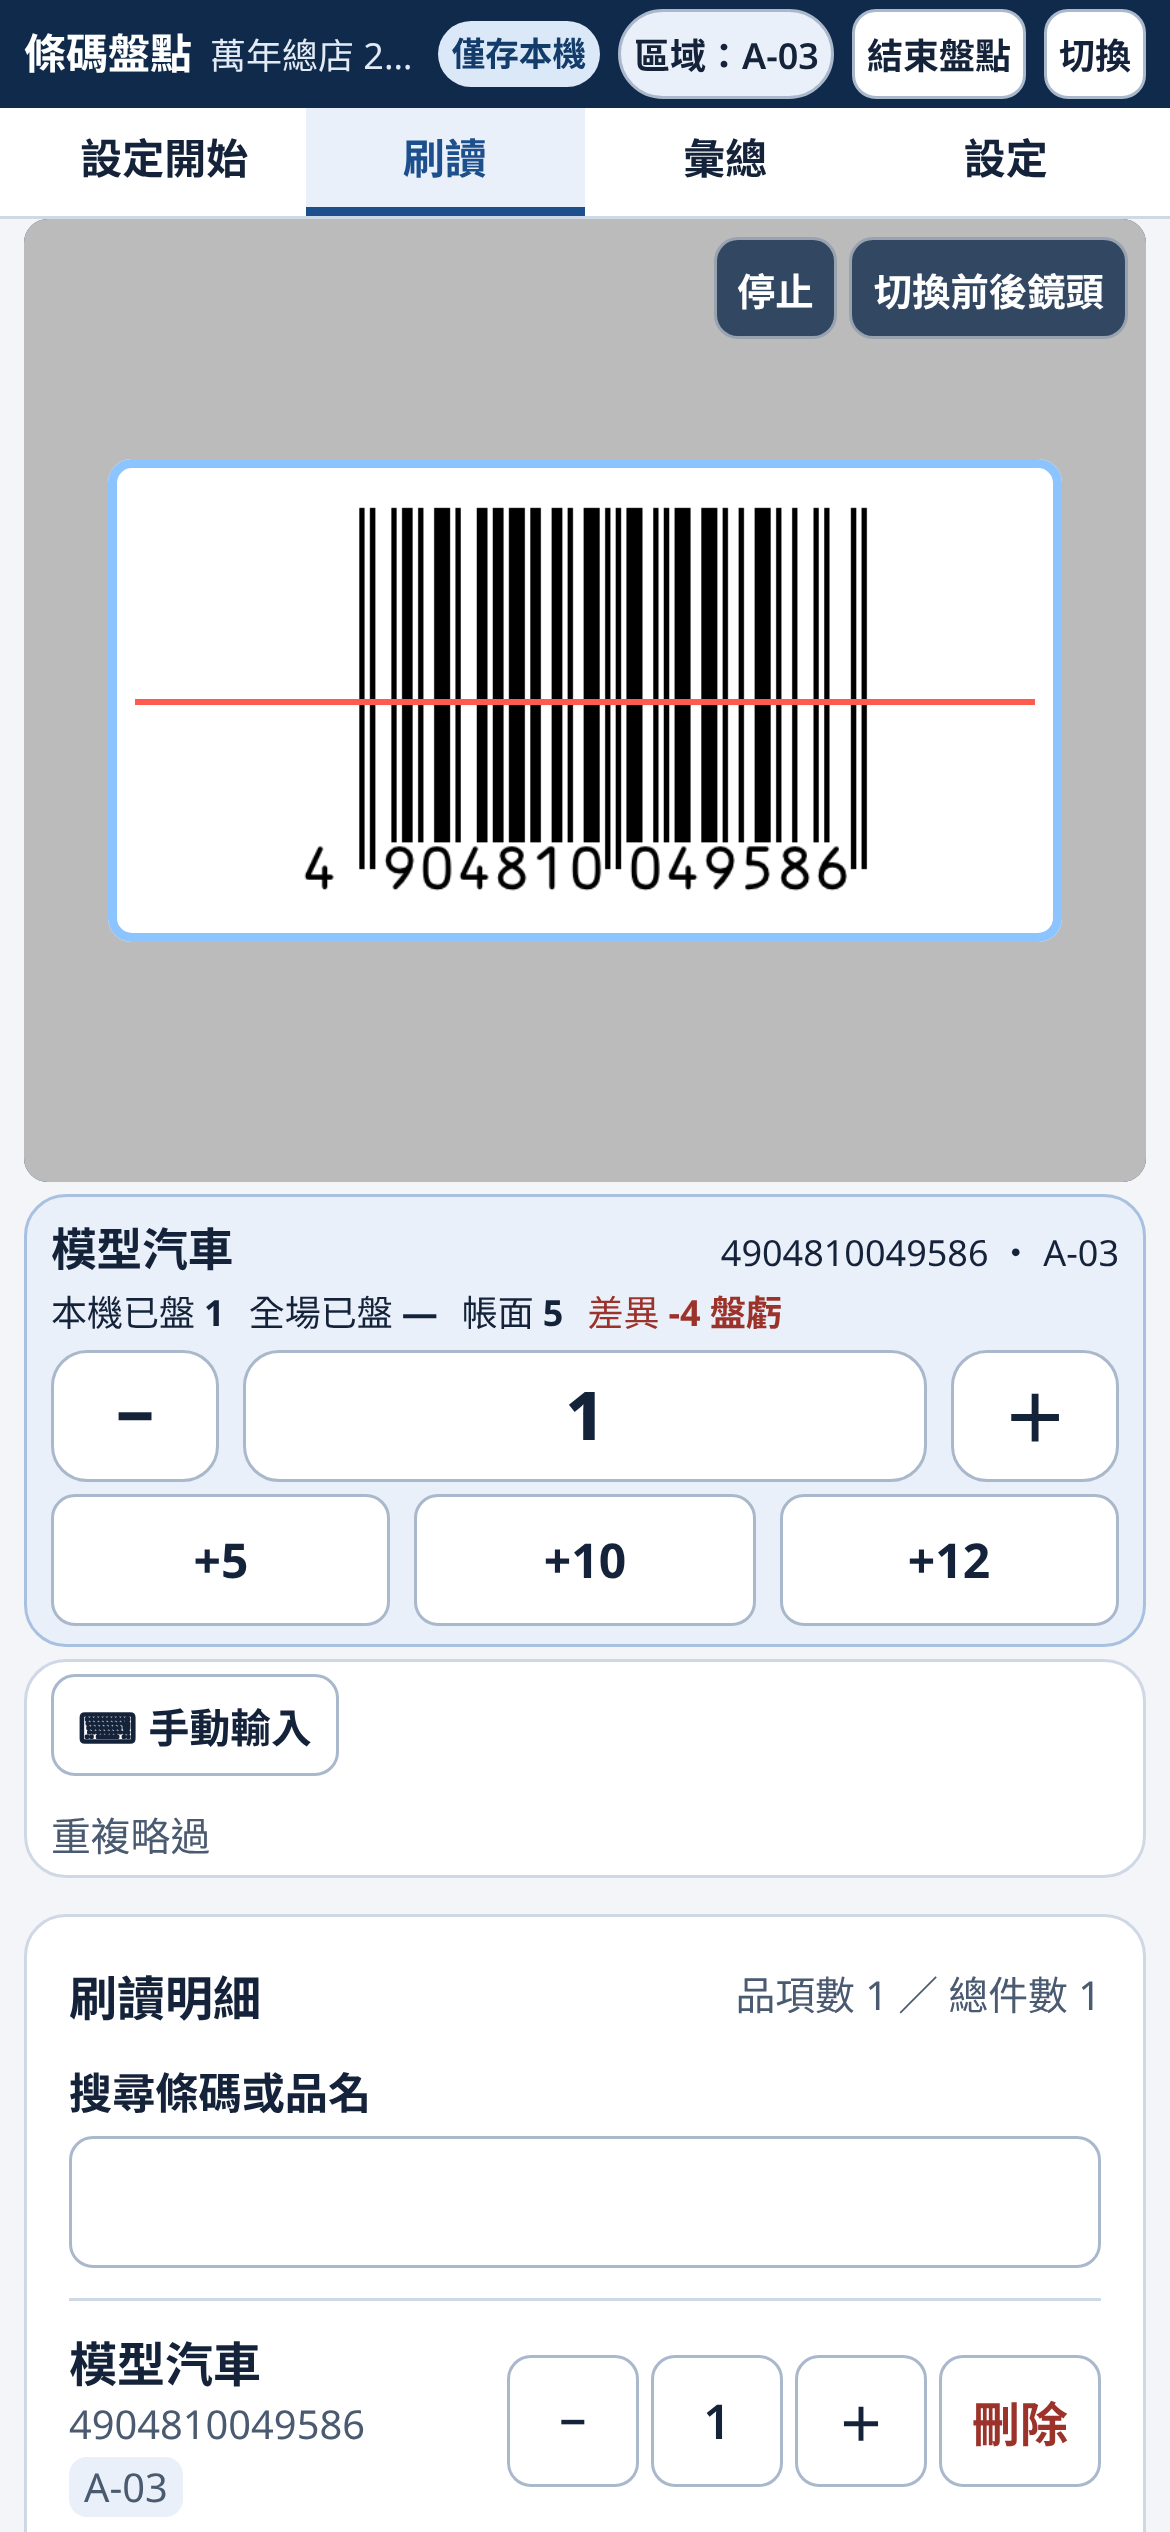 條碼盤點 萬年總店 2... 僅存本機 區域：A-03 結束盤點 切換
設定開始 刷讀 彙總 設定
停止 切換前後鏡頭
4 904810 049586
模型汽車 4904810049586 · A-03
本機已盤 1 全場已盤 — 帳面 5 差異 -4 盤虧
− 1 ＋
+5 +10 +12
⌨ 手動輸入
重複略過
刷讀明細 品項數 1 ／ 總件數 1
搜尋條碼或品名
模型汽車
4904810049586
A-03
− 1 ＋ 刪除